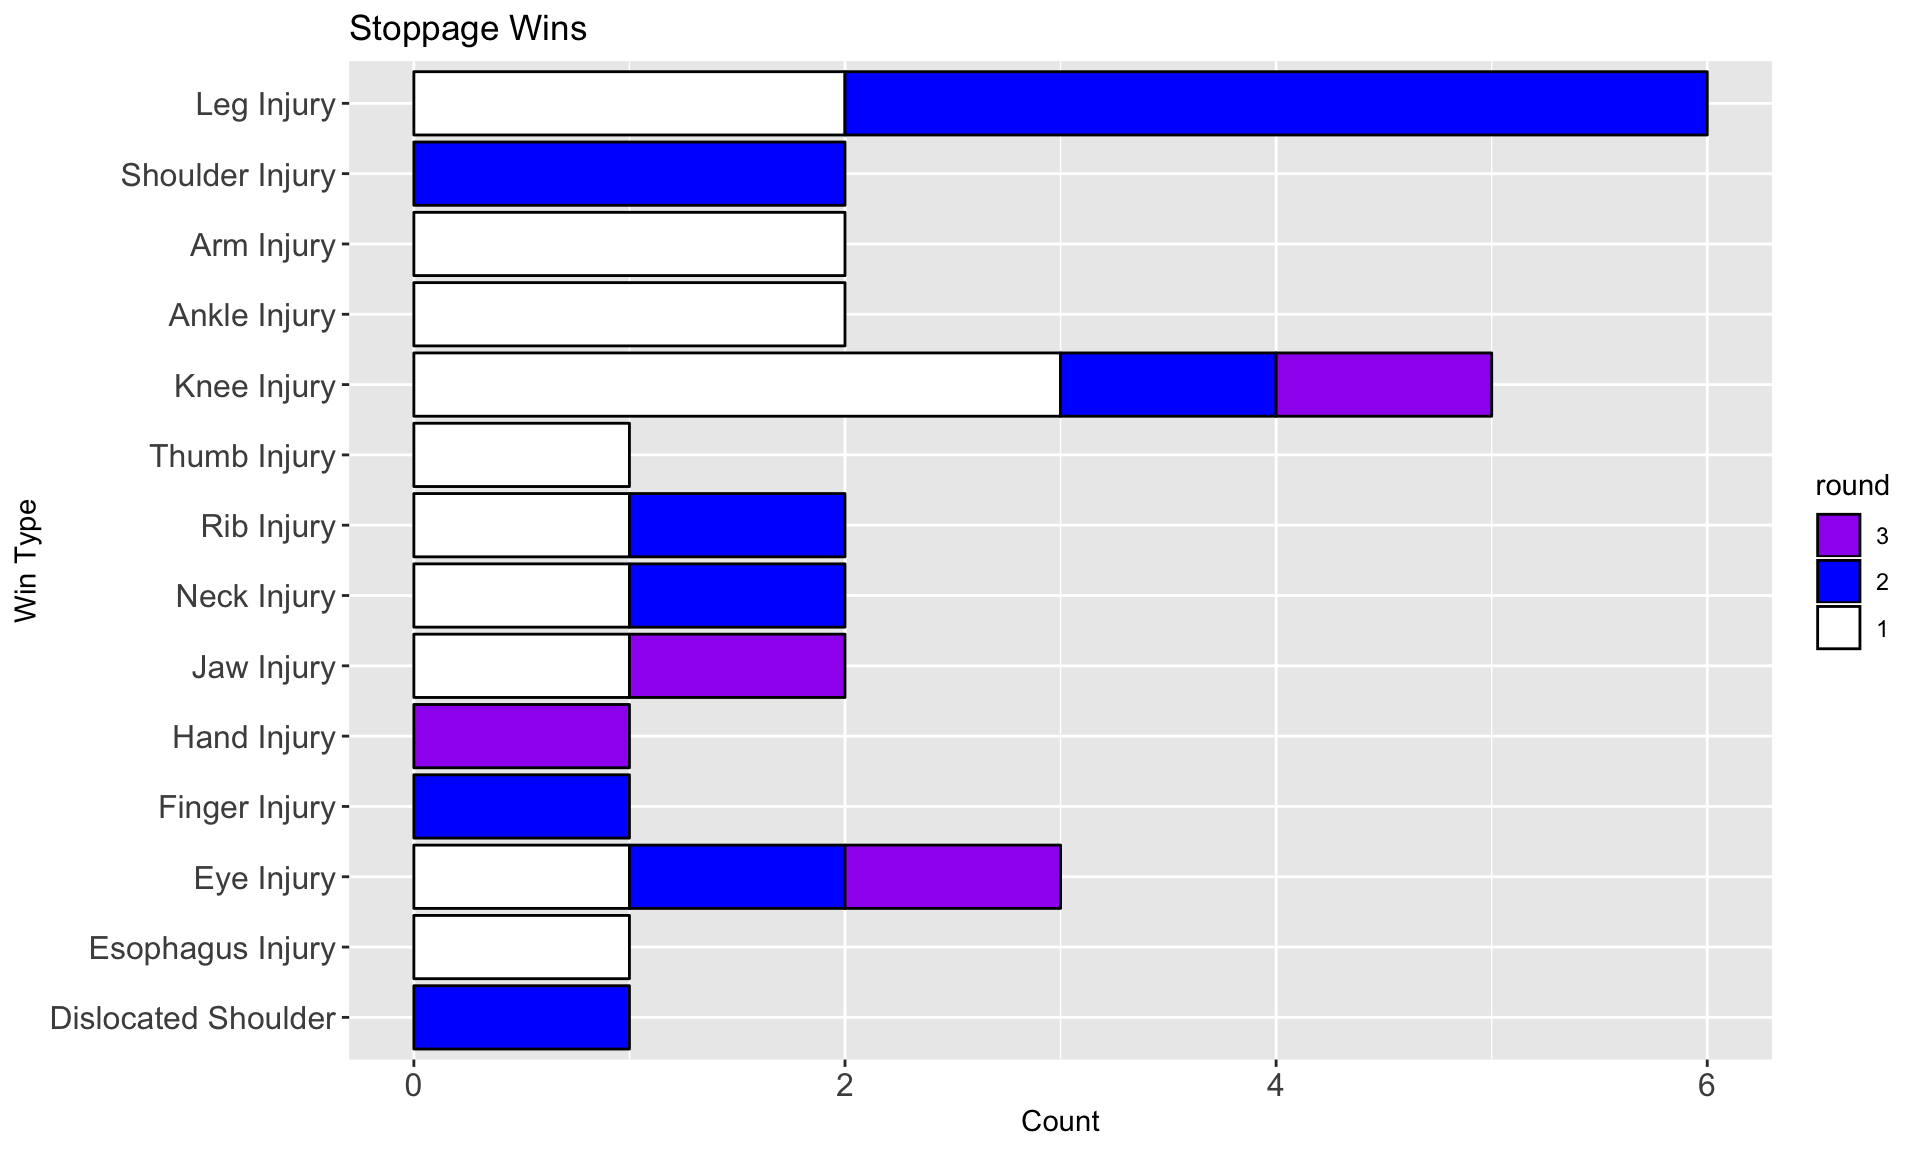 Stoppage Wins
Leg Injury
Shoulder Injury
Arm Injury
Ankle Injury
Knee Injury
Thumb Injury
Rib Injury
Neck Injury
Jaw Injury
Hand Injury
Finger Injury
Eye Injury
Esophagus Injury
Dislocated Shoulder
Win Type
0 2 4 6
Count
round
3
2
1